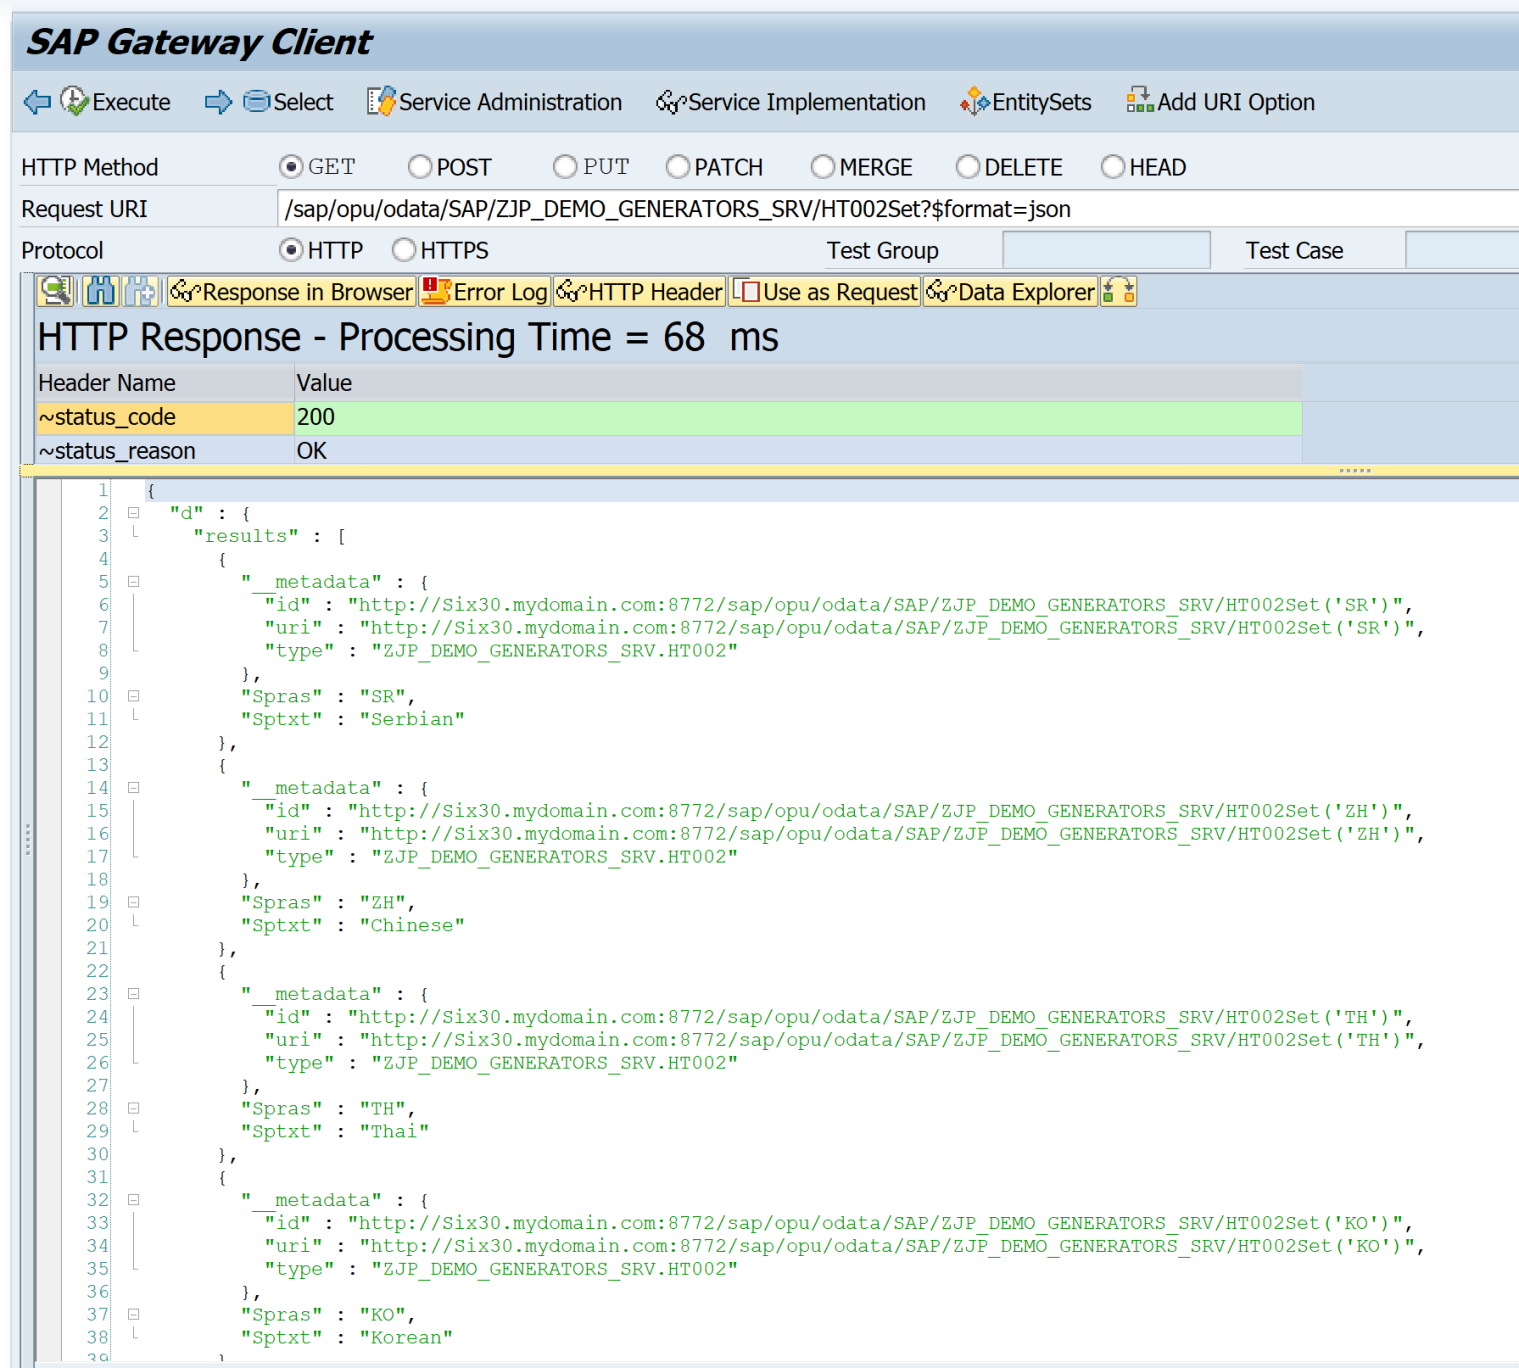 SAP Gateway Client
Execute Select Service Administration Service Implementation EntitySets Add URI Option
HTTP Method GET POST PUT PATCH MERGE DELETE HEAD
Request URI /sap/opu/odata/SAP/ZJP_DEMO_GENERATORS_SRV/HT002Set?$format=json
Protocol HTTP HTTPS Test Group Test Case
Response in Browser Error Log HTTP Header Use as Request Data Explorer
HTTP Response - Processing Time = 68 ms
Header Name Value
~status_code 200
~status_reason OK
1 {
2 "d" : {
3 "results" : [
4 {
5 "__metadata" : {
6 "id" : "http://Six30.mydomain.com:8772/sap/opu/odata/SAP/ZJP_DEMO_GENERATORS_SRV/HT002Set('SR')",
7 "uri" : "http://Six30.mydomain.com:8772/sap/opu/odata/SAP/ZJP_DEMO_GENERATORS_SRV/HT002Set('SR')",
8 "type" : "ZJP_DEMO_GENERATORS_SRV.HT002"
9 },
10 "Spras" : "SR",
11 "Sptxt" : "Serbian"
12 },
13 {
14 "__metadata" : {
15 "id" : "http://Six30.mydomain.com:8772/sap/opu/odata/SAP/ZJP_DEMO_GENERATORS_SRV/HT002Set('ZH')",
16 "uri" : "http://Six30.mydomain.com:8772/sap/opu/odata/SAP/ZJP_DEMO_GENERATORS_SRV/HT002Set('ZH')",
17 "type" : "ZJP_DEMO_GENERATORS_SRV.HT002"
18 },
19 "Spras" : "ZH",
20 "Sptxt" : "Chinese"
21 },
22 {
23 "__metadata" : {
24 "id" : "http://Six30.mydomain.com:8772/sap/opu/odata/SAP/ZJP_DEMO_GENERATORS_SRV/HT002Set('TH')",
25 "uri" : "http://Six30.mydomain.com:8772/sap/opu/odata/SAP/ZJP_DEMO_GENERATORS_SRV/HT002Set('TH')",
26 "type" : "ZJP_DEMO_GENERATORS_SRV.HT002"
27 },
28 "Spras" : "TH",
29 "Sptxt" : "Thai"
30 },
31 {
32 "__metadata" : {
33 "id" : "http://Six30.mydomain.com:8772/sap/opu/odata/SAP/ZJP_DEMO_GENERATORS_SRV/HT002Set('KO')",
34 "uri" : "http://Six30.mydomain.com:8772/sap/opu/odata/SAP/ZJP_DEMO_GENERATORS_SRV/HT002Set('KO')",
35 "type" : "ZJP_DEMO_GENERATORS_SRV.HT002"
36 },
37 "Spras" : "KO",
38 "Sptxt" : "Korean"
39